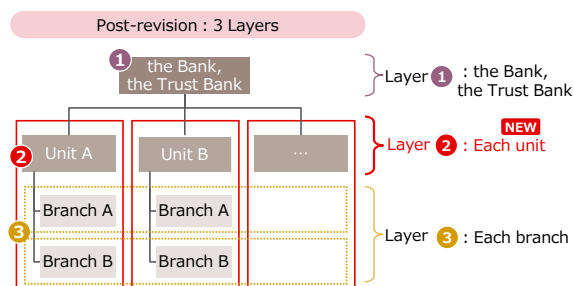 Post-revision : 3 Layers
1
the Bank,
the Trust Bank
Layer 1 : the Bank,
the Trust Bank
NEW
2
Unit A
Unit B
...
Layer 2 : Each unit
Branch A
Branch A
3
Layer 3 : Each branch
Branch B
Branch B